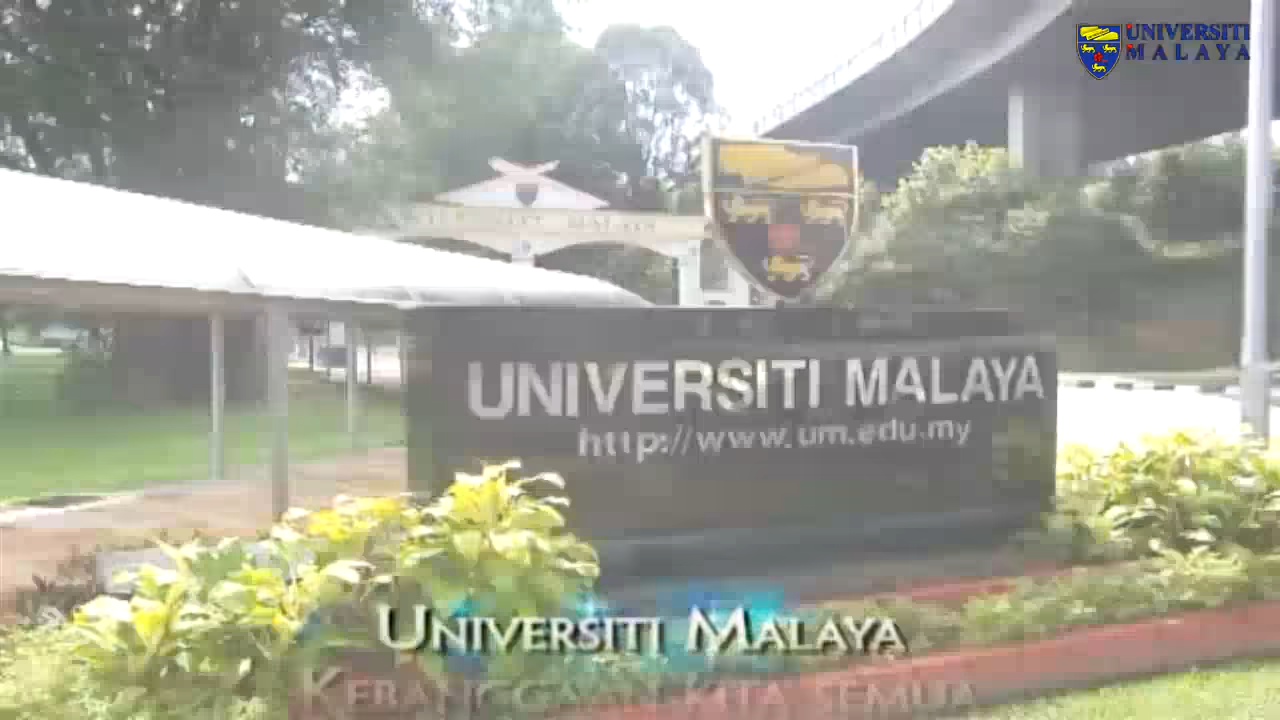 UNIVERSITI
MALAYA
UNIVERSITI MALAYA
http://www.um.edu.my
UNIVERSITI MALAYA
KEBANGGAAN KITA SEMUA